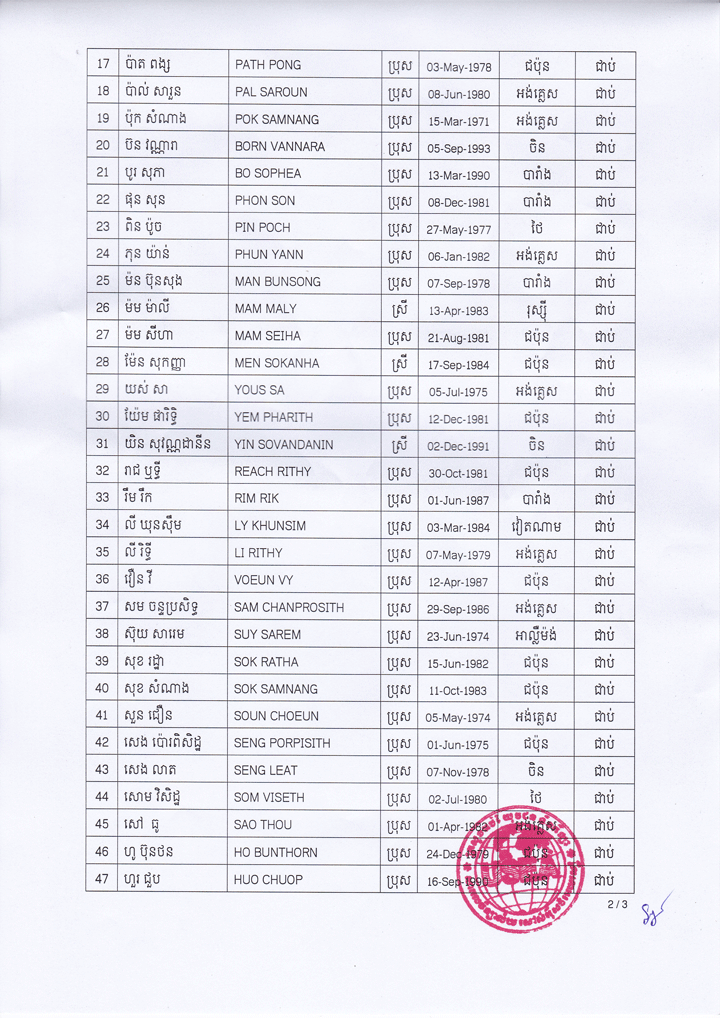 17 ប៉ាត ពង្ស PATH PONG ប្រុស 03-May-1978 ជប៉ុន ជាប់
18 ប៉ាល់ សារួន PAL SAROUN ប្រុស 08-Jun-1980 អង់គ្លេស ជាប់
19 ប៉ុក សំណាង POK SAMNANG ប្រុស 15-Mar-1971 អង់គ្លេស ជាប់
20 ប៊ន វណ្ណារា BORN VANNARA ប្រុស 05-Sep-1993 ចិន ជាប់
21 បូរ សុភា BO SOPHEA ប្រុស 13-Mar-1990 បារាំង ជាប់
22 ផុន សុន PHON SON ប្រុស 08-Dec-1981 បារាំង ជាប់
23 ពិន ប៉ូច PIN POCH ប្រុស 27-May-1977 ថៃ ជាប់
24 ភុន យ៉ាន់ PHUN YANN ប្រុស 06-Jan-1982 អង់គ្លេស ជាប់
25 ម៉ន ប៊ុនសុង MAN BUNSONG ប្រុស 07-Sep-1978 បារាំង ជាប់
26 ម៉ម ម៉ាលី MAM MALY ស្រី 13-Apr-1983 រុស្ស៊ី ជាប់
27 ម៉ម សីហា MAM SEIHA ប្រុស 21-Aug-1981 ជប៉ុន ជាប់
28 ម៉ែន សុកញ្ញា MEN SOKANHA ស្រី 17-Sep-1984 ជប៉ុន ជាប់
29 យស់ សា YOUS SA ប្រុស 05-Jul-1975 អង់គ្លេស ជាប់
30 យ៉ែម ផារិទ្ធិ YEM PHARITH ប្រុស 12-Dec-1981 ជប៉ុន ជាប់
31 យិន សុវណ្ណដានីន YIN SOVANDANIN ស្រី 02-Dec-1991 ចិន ជាប់
32 រាជ ឬទ្ធី REACH RITHY ប្រុស 30-Oct-1981 ជប៉ុន ជាប់
33 រឹម រឹក RIM RIK ប្រុស 01-Jun-1987 បារាំង ជាប់
34 លី ឃុនស៊ីម LY KHUNSIM ប្រុស 03-Mar-1984 វៀតណាម ជាប់
35 លី រិទ្ធី LI RITHY ប្រុស 07-May-1979 អង់គ្លេស ជាប់
36 វឿន វី VOEUN VY ប្រុស 12-Apr-1987 ជប៉ុន ជាប់
37 សម ចន្ទប្រសិទ្ធ SAM CHANPROSITH ប្រុស 29-Sep-1986 អង់គ្លេស ជាប់
38 ស៊ុយ សារេម SUY SAREM ប្រុស 23-Jun-1974 អាល្លឺម៉ង់ ជាប់
39 សុខ រដ្ឋា SOK RATHA ប្រុស 15-Jun-1982 ជប៉ុន ជាប់
40 សុខ សំណាង SOK SAMNANG ប្រុស 11-Oct-1983 ជប៉ុន ជាប់
41 សួន ជឿន SOUN CHOEUN ប្រុស 05-May-1974 អង់គ្លេស ជាប់
42 សេង ប៉ោរពិសិដ្ឋ SENG PORPISITH ប្រុស 01-Jun-1975 ជប៉ុន ជាប់
43 សេង លាត SENG LEAT ប្រុស 07-Nov-1978 ចិន ជាប់
44 សោម វិសិដ្ឋ SOM VISETH ប្រុស 02-Jul-1980 ថៃ ជាប់
45 សៅ ធូ SAO THOU ប្រុស 01-Apr-1982 អង់គ្លេស ជាប់
46 ហូ ប៊ុនថន HO BUNTHORN ប្រុស 24-Dec-1979 ជប៉ុន ជាប់
47 ហួរ ជួប HUO CHUOP ប្រុស 16-Sep-1990 ជប៉ុន ជាប់
2/3